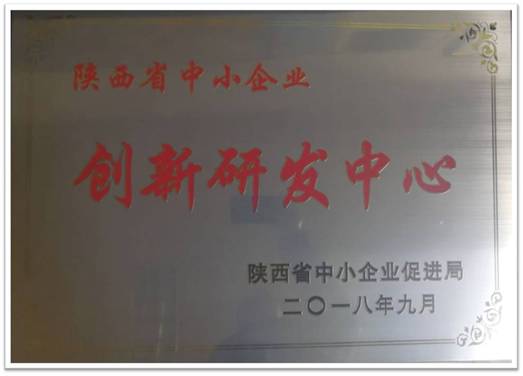 陕西省中小企业
创新研发中心
陕西省中小企业促进局
二〇一八年九月